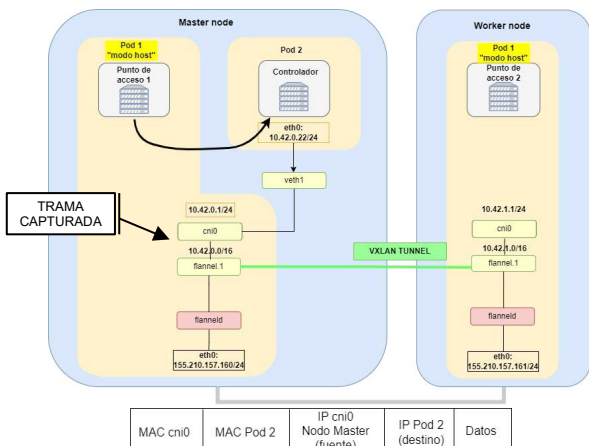 Master node
Pod 1
"modo host"
Punto de
acceso 1
Pod 2
Controlador
eth0:
10.42.0.22/24
veth1
TRAMA
CAPTURADA
10.42.0.1/24
cni0
10.42.0.0/16
flannel.1
flanneld
eth0:
155.210.157.160/24
VXLAN TUNNEL
Worker node
Pod 1
"modo host"
Punto de
acceso 2
10.42.1.1/24
cni0
10.42.1.0/16
flannel.1
flanneld
eth0:
155.210.157.161/24
MAC cni0
MAC Pod 2
IP cni0
Nodo Master
(fuente)
IP Pod 2
(destino)
Datos